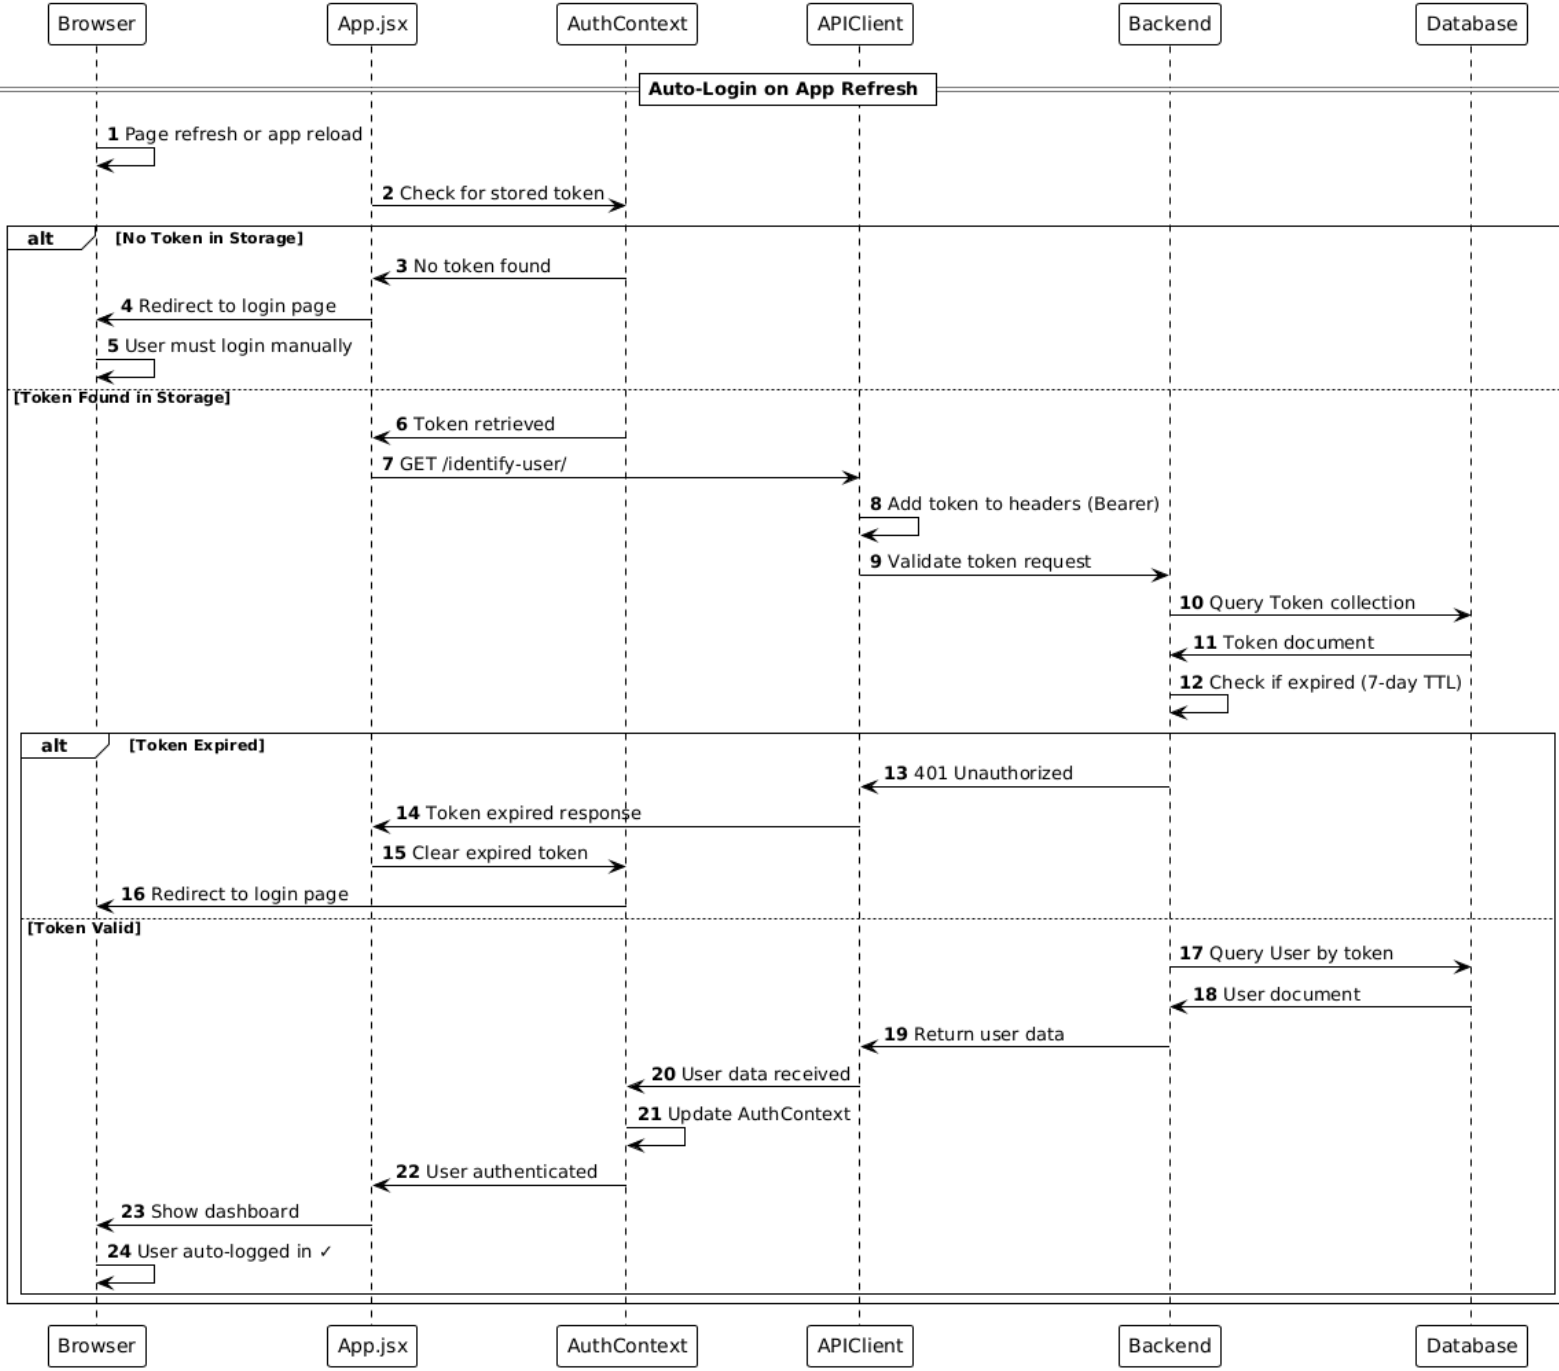 Browser App.jsx AuthContext APIClient Backend Database
Auto-Login on App Refresh
1 Page refresh or app reload
2 Check for stored token
alt [No Token in Storage]
3 No token found
4 Redirect to login page
5 User must login manually
[Token Found in Storage]
6 Token retrieved
7 GET /identify-user/
8 Add token to headers (Bearer)
9 Validate token request
10 Query Token collection
11 Token document
12 Check if expired (7-day TTL)
alt [Token Expired]
13 401 Unauthorized
14 Token expired response
15 Clear expired token
16 Redirect to login page
[Token Valid]
17 Query User by token
18 User document
19 Return user data
20 User data received
21 Update AuthContext
22 User authenticated
23 Show dashboard
24 User auto-logged in ✓
Browser App.jsx AuthContext APIClient Backend Database